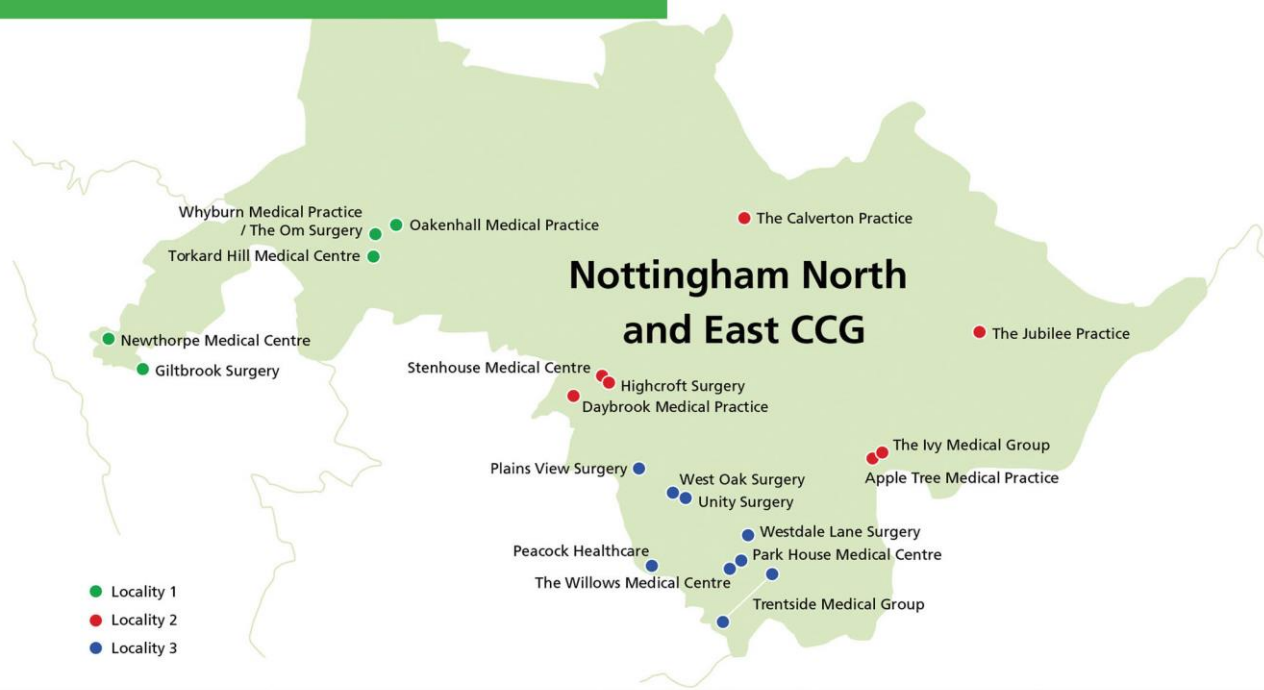 Whyburn Medical Practice
/ The Om Surgery
Oakenhall Medical Practice
Torkard Hill Medical Centre
The Calverton Practice
Nottingham North
and East CCG
Newthorpe Medical Centre
Giltbrook Surgery
The Jubilee Practice
Stenhouse Medical Centre
Highcroft Surgery
Daybrook Medical Practice
The Ivy Medical Group
Apple Tree Medical Practice
Plains View Surgery
West Oak Surgery
Unity Surgery
Westdale Lane Surgery
Peacock Healthcare
Park House Medical Centre
The Willows Medical Centre
Trentside Medical Group
Locality 1
Locality 2
Locality 3